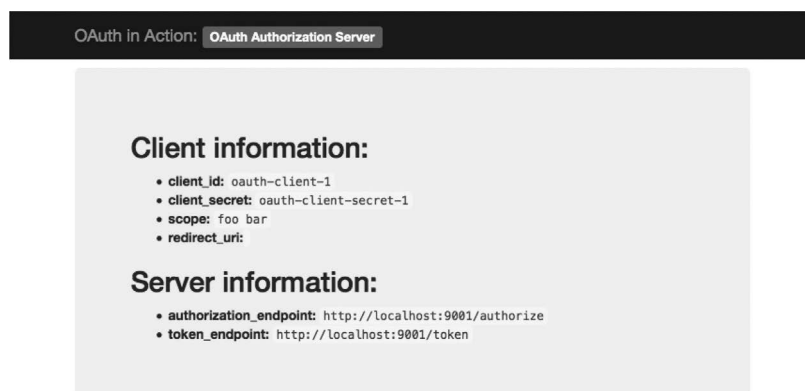 OAuth in Action: OAuth Authorization Server
Client information:
• client_id: oauth-client-1
• client_secret: oauth-client-secret-1
• scope: foo bar
• redirect_uri:
Server information:
• authorization_endpoint: http://localhost:9001/authorize
• token_endpoint: http://localhost:9001/token